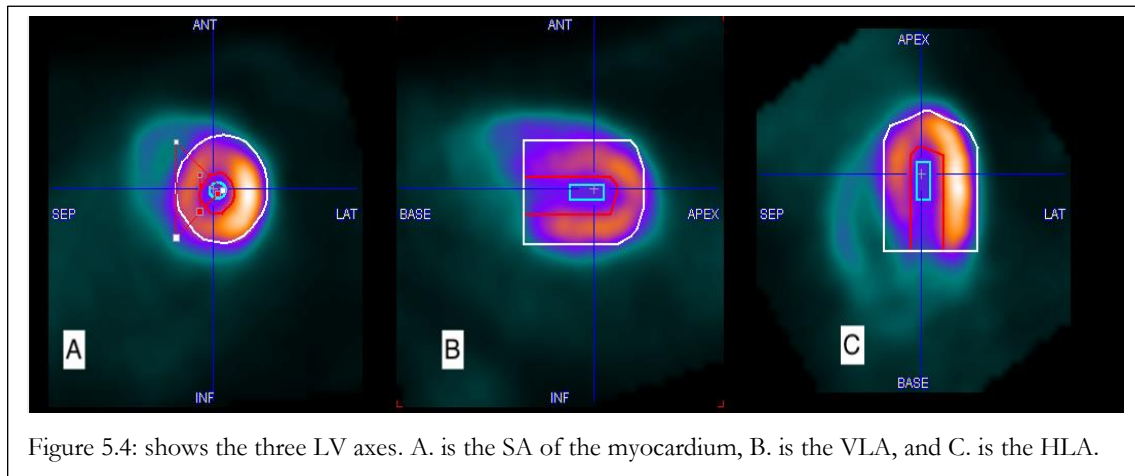 ANT
SEP
LAT
INF
A
ANT
BASE
APEX
INF
B
APEX
SEP
LAT
BASE
C
Figure 5.4: shows the three LV axes. A. is the SA of the myocardium, B. is the VLA, and C. is the HLA.